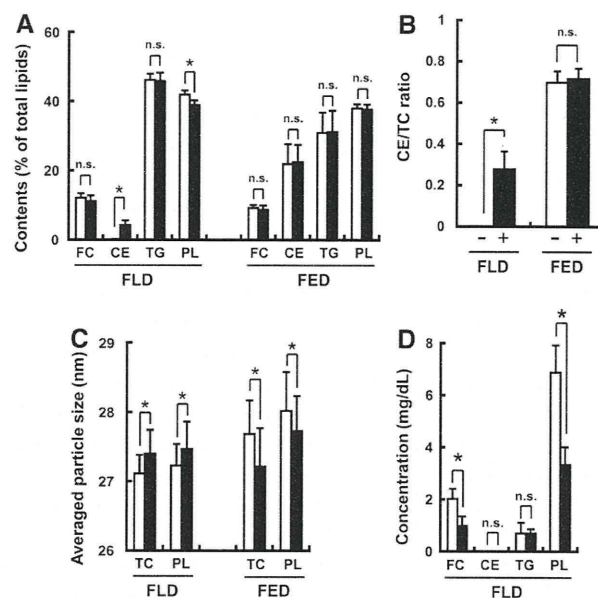 A
Contents (% of total lipids)
60
40
20
0
n.s.
*
n.s.
*
n.s.
n.s.
n.s.
n.s.
FC CE TG PL
FLD
FC CE TG PL
FED
B
CE/TC ratio
1
0.8
0.6
0.4
0.2
0
*
n.s.
− +
FLD
− +
FED
C
Averaged particle size (nm)
29
28
27
26
*
*
*
*
TC PL
FLD
TC PL
FED
D
Concentration (mg/dL)
8
6
4
2
0
*
n.s.
n.s.
*
FC CE TG PL
FLD